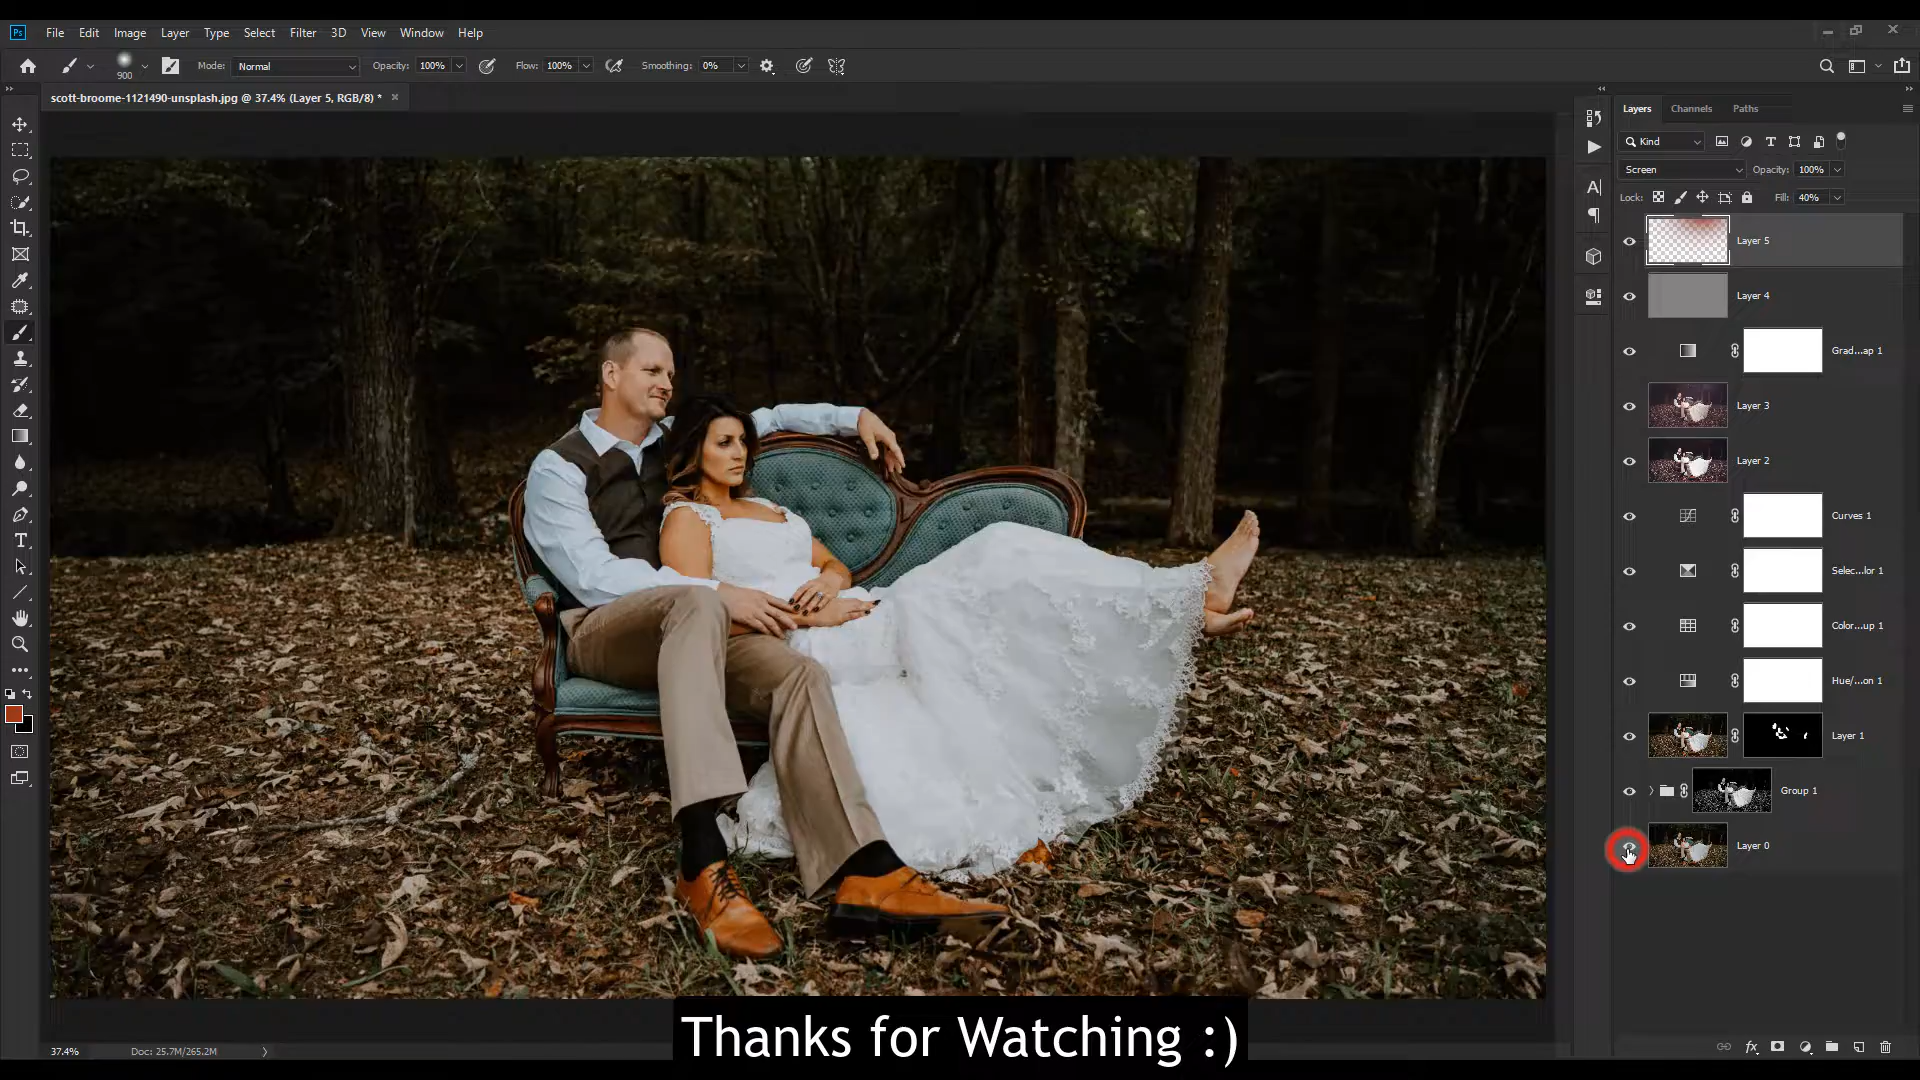 Ps File Edit Image Layer Type Select Filter 3D View Window Help
900 Mode: Normal Opacity: 100% Flow: 100% Smoothing: 0%
scott-broome-1121490-unsplash.jpg @ 37.4% (Layer 5, RGB/8) *
Layers Channels Paths
Kind
Screen Opacity: 100%
Lock: Fill: 40%
Layer 5
Layer 4
Grad...ap 1
Layer 3
Layer 2
Curves 1
Selec...lor 1
Color...up 1
Hue/...on 1
Layer 1
Group 1
Layer 0
37.4% Doc: 25.7M/265.2M
Thanks for Watching :)